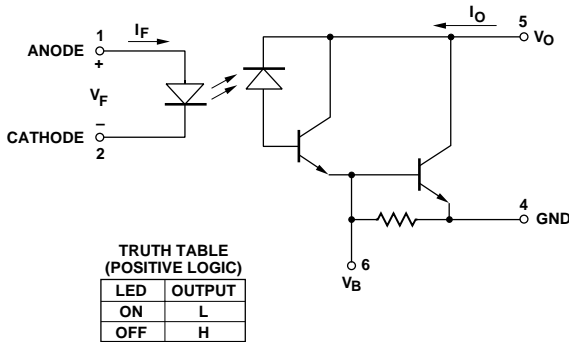 1 I_F
ANODE +
V_F
CATHODE –
2
I_O 5
V_O
4
GND
6
V_B
TRUTH TABLE
(POSITIVE LOGIC)
LED OUTPUT
ON L
OFF H